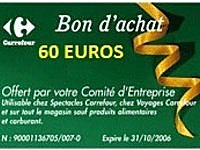 Bon d'achat
Carrefour
60 EUROS
Offert par votre Comité d'Entreprise
Utilisable chez Spectacles Carrefour, chez Voyages Carrefour
et sur tout le magasin sauf produits alimentaires
et carburant.
N : 90001136705/007-0 Expire le 31/10/2006